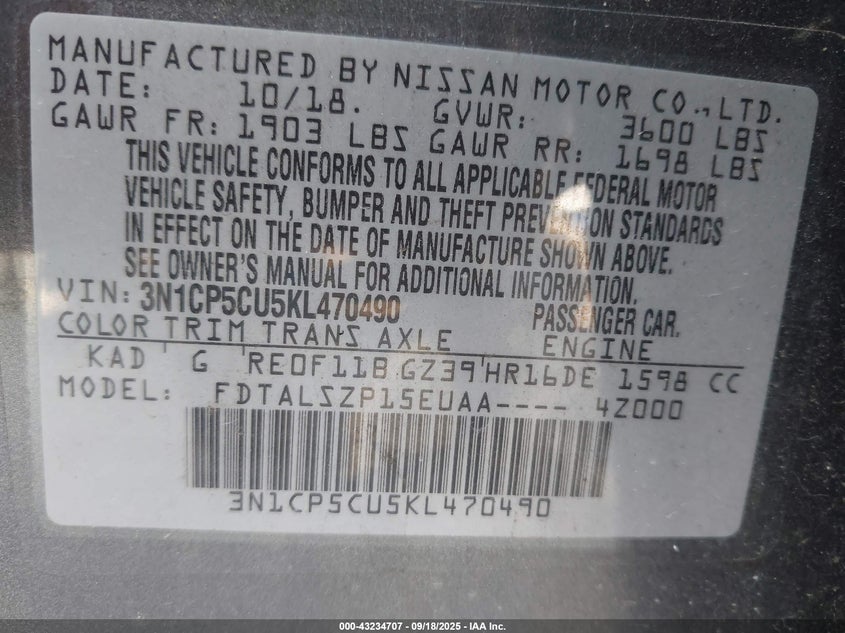 MANUFACTURED BY NISSAN MOTOR CO., LTD.
DATE: 10/18. GVWR: 3600 LBS
GAWR FR: 1903 LBS GAWR RR: 1698 LBS
THIS VEHICLE CONFORMS TO ALL APPLICABLE FEDERAL MOTOR
VEHICLE SAFETY, BUMPER AND THEFT PREVENTION STANDARDS
IN EFFECT ON THE DATE OF MANUFACTURE SHOWN ABOVE.
SEE OWNER'S MANUAL FOR ADDITIONAL INFORMATION.
VIN: 3N1CP5CU5KL470490 PASSENGER CAR.
COLOR TRIM TRANS AXLE ENGINE
KAD G RE0F11B GZ39 HR16DE 1598 CC
MODEL: FDTALSZP15EUAA---- 4Z000
3N1CP5CU5KL470490
000-43234707 - 09/18/2025 - IAA Inc.